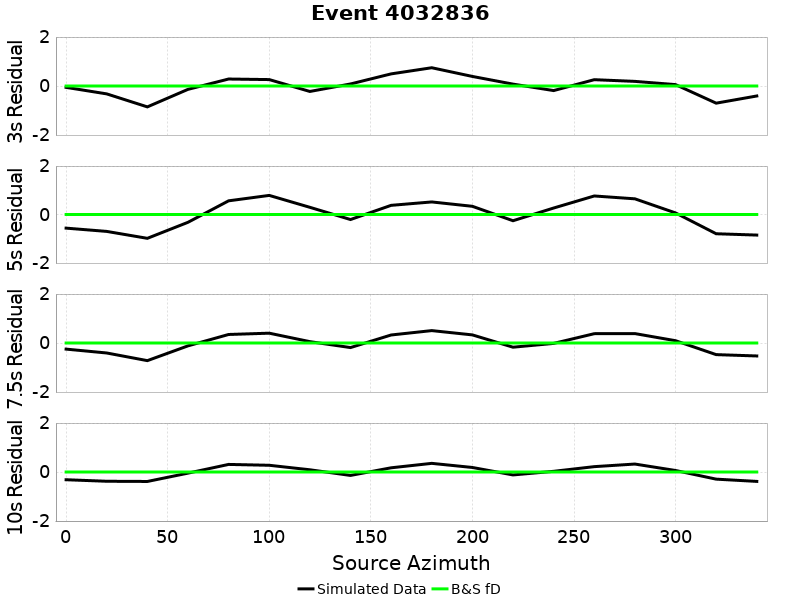 Event 4032836
3s Residual
2
0
-2
5s Residual
2
0
-2
7.5s Residual
2
0
-2
10s Residual
2
0
-2
0 50 100 150 200 250 300
Source Azimuth
Simulated Data B&S fD